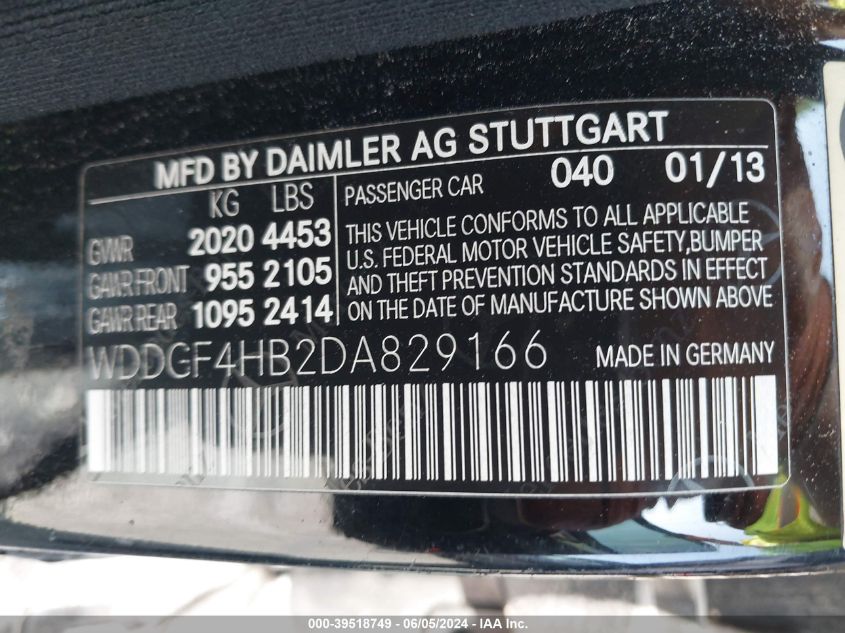 MFD BY DAIMLER AG STUTTGART
KG LBS
GVWR 2020 4453
GAWR FRONT 955 2105
GAWR REAR 1095 2414
PASSENGER CAR 040 01/13
THIS VEHICLE CONFORMS TO ALL APPLICABLE
U.S. FEDERAL MOTOR VEHICLE SAFETY,BUMPER
AND THEFT PREVENTION STANDARDS IN EFFECT
ON THE DATE OF MANUFACTURE SHOWN ABOVE
WDDGF4HB2DA829166 MADE IN GERMANY
000-39518749 - 06/05/2024 - IAAI.COM